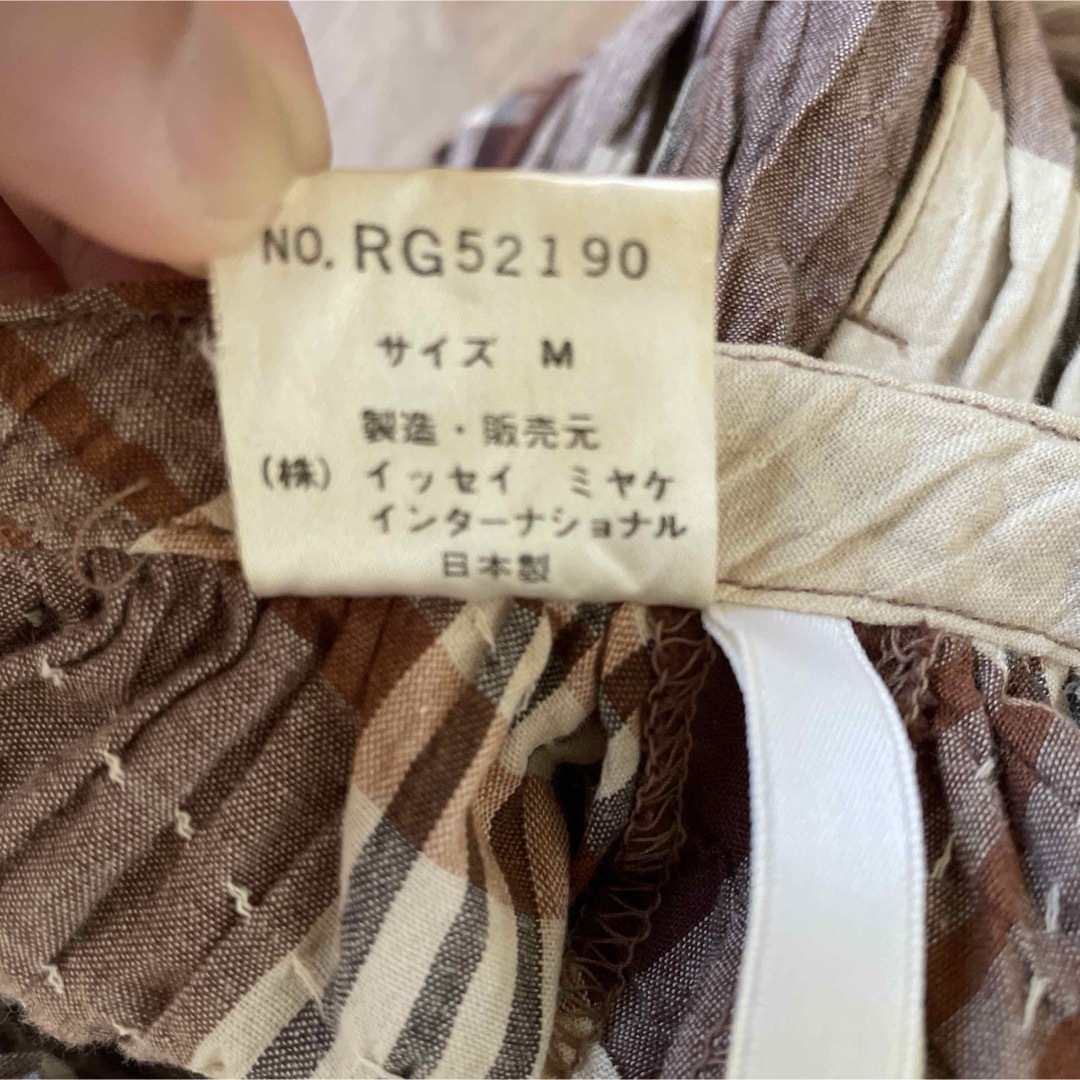 NO. RG52190
サイズ M
製造・販売元
(株) イッセイ ミヤケ
インターナショナル
日本製